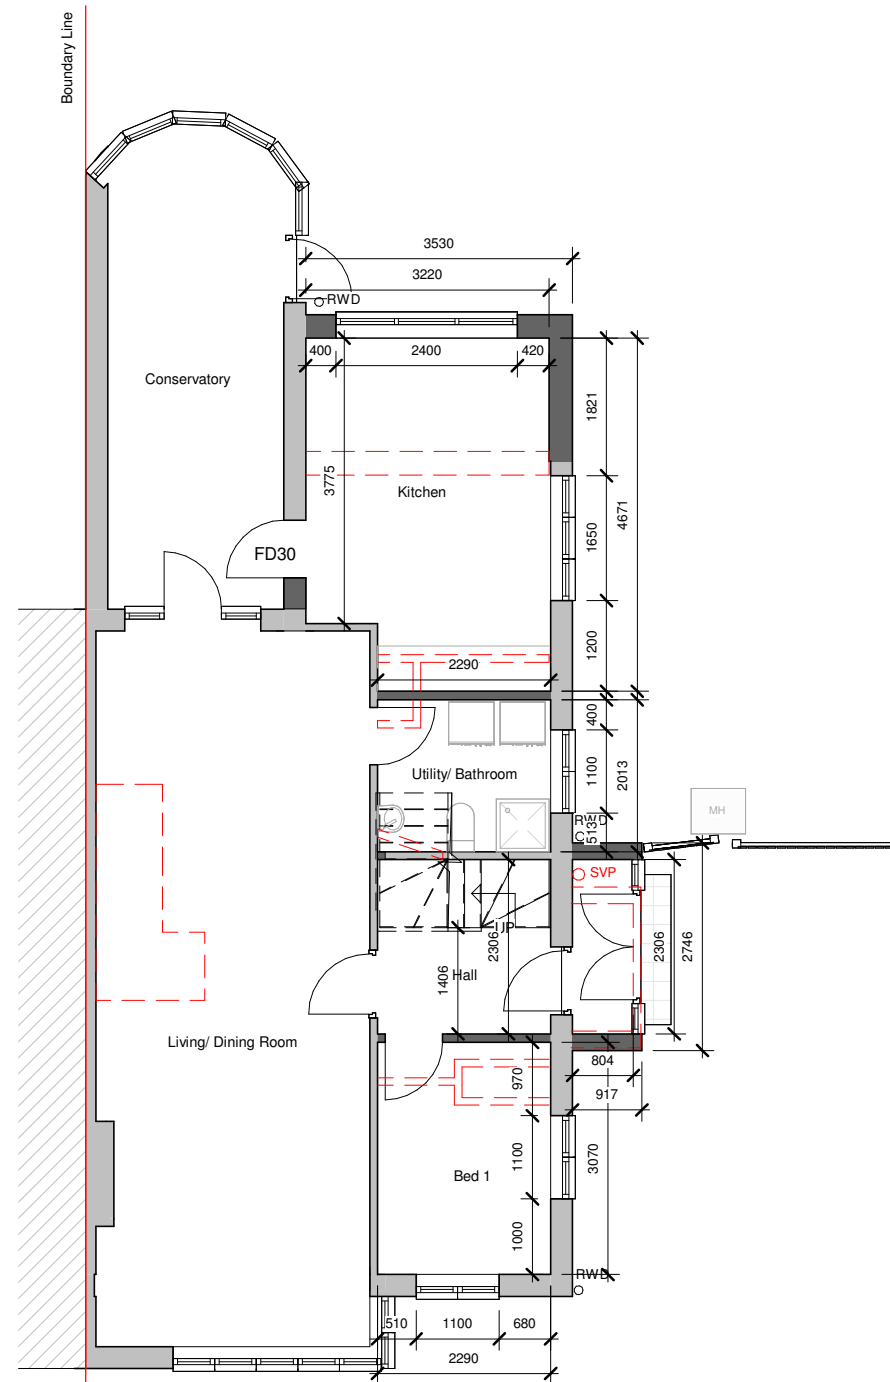 Boundary Line
3530
3220
RWD
400
2400
420
Conservatory
1821
3775
Kitchen
4671
1650
FD30
1200
2290
400
Utility/ Bathroom
1100
2013
MH
RWD
513
SVP
UP
2306
1406
Hall
2306
2746
Living/ Dining Room
804
970
917
1100
3070
Bed 1
1000
RWD
510
1100
680
2290